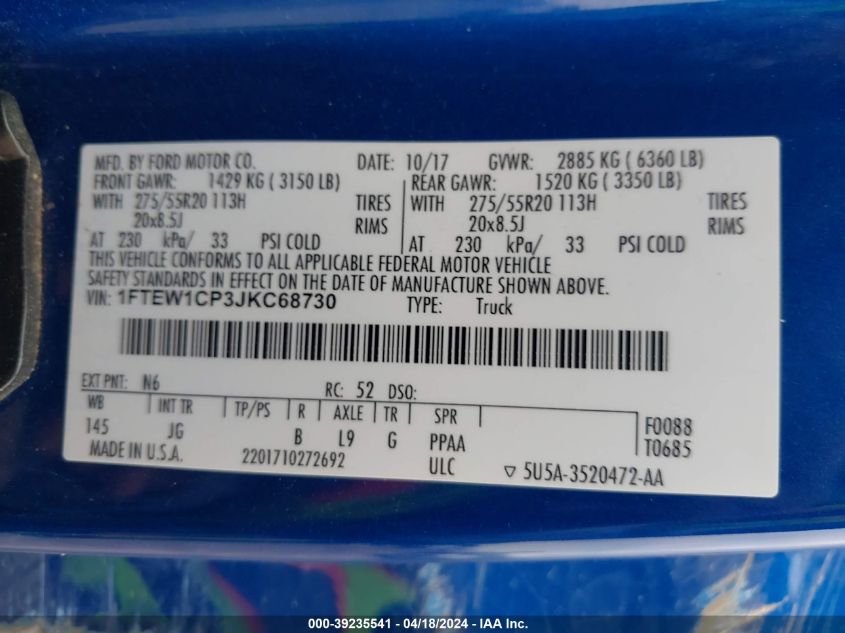 MFD. BY FORD MOTOR CO. DATE: 10/17 GVWR: 2885 KG ( 6360 LB)
FRONT GAWR: 1429 KG ( 3150 LB) REAR GAWR: 1520 KG ( 3350 LB)
WITH 275/55R20 113H TIRES WITH 275/55R20 113H TIRES
20x8.5J RIMS 20x8.5J RIMS
AT 230 kPa/ 33 PSI COLD AT 230 kPa/ 33 PSI COLD
THIS VEHICLE CONFORMS TO ALL APPLICABLE FEDERAL MOTOR VEHICLE
SAFETY STANDARDS IN EFFECT ON THE DATE OF MANUFACTURE SHOWN ABOVE.
VIN: 1FTEW1CP3JKC68730 TYPE: Truck
EXT PNT: N6 RC: 52 DSO:
WB INT TR TP/PS R AXLE TR SPR
145 JG B L9 G PPAA
F0088
T0685
MADE IN U.S.A. 2201710272692 ULC ▽ 5U5A-3520472-AA
000-39235541 - 04/18/2024 - IAA Inc.